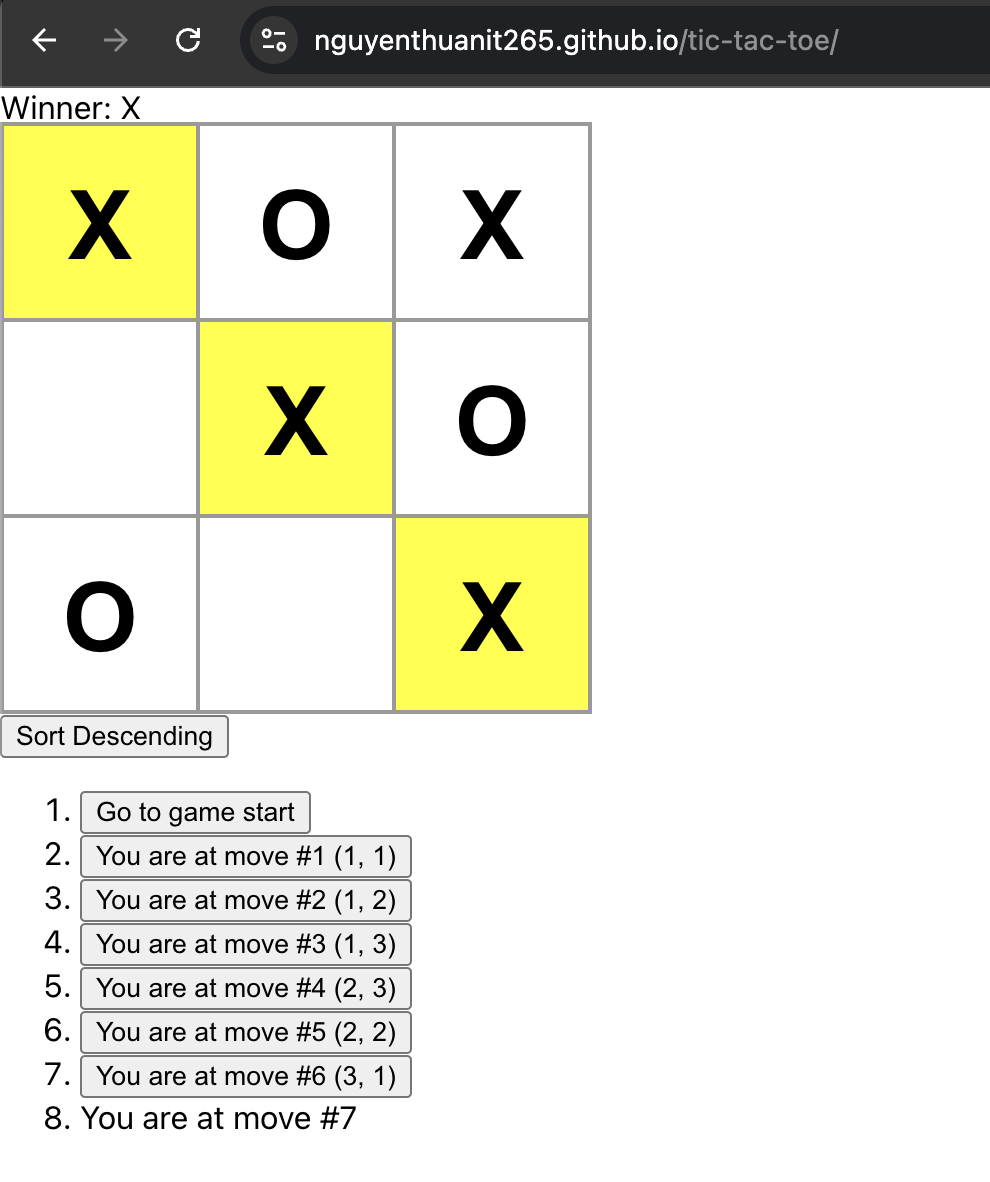 nguyenthuanit265.github.io/tic-tac-toe/
Winner: X
X O X
X O
O X
Sort Descending
1. Go to game start
2. You are at move #1 (1, 1)
3. You are at move #2 (1, 2)
4. You are at move #3 (1, 3)
5. You are at move #4 (2, 3)
6. You are at move #5 (2, 2)
7. You are at move #6 (3, 1)
8. You are at move #7